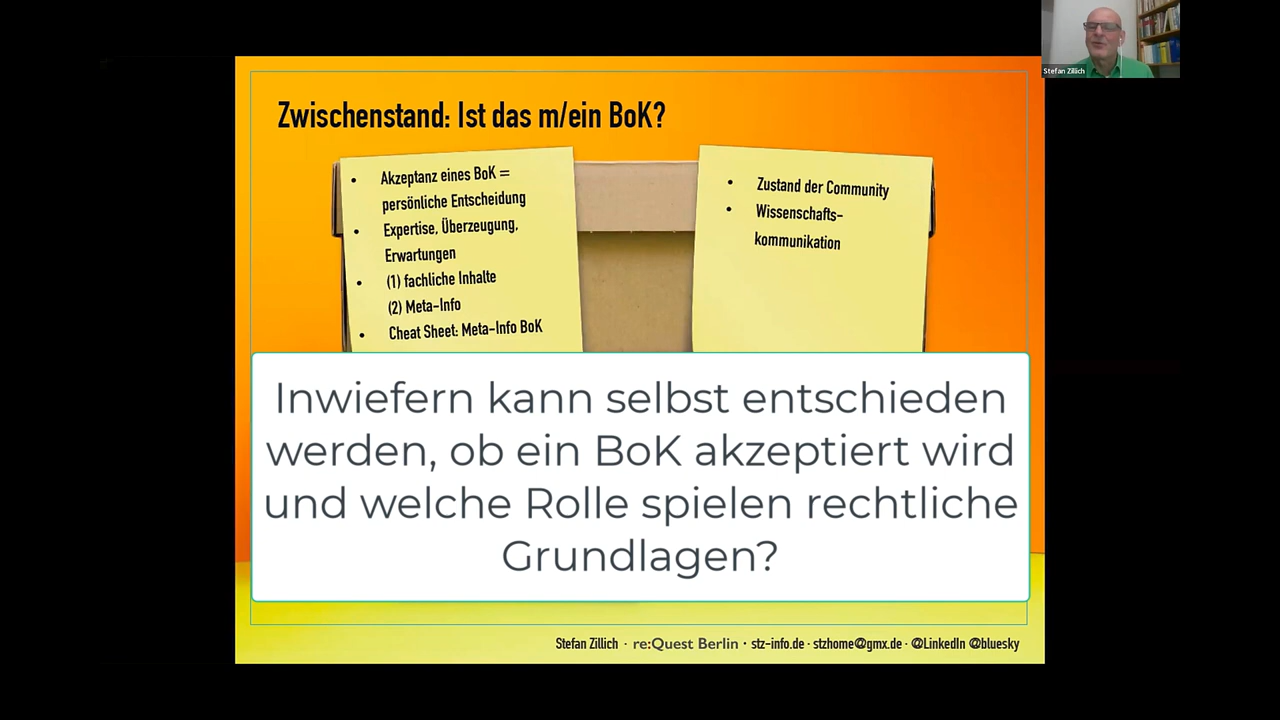 Stefan Zillich
Zwischenstand: Ist das m/ein BoK?
• Akzeptanz eines BoK =
persönliche Entscheidung
• Expertise, Überzeugung,
Erwartungen
• (1) fachliche Inhalte
(2) Meta-Info
• Cheat Sheet: Meta-Info BoK
• Zustand der Community
• Wissenschafts-
kommunikation
Inwiefern kann selbst entschieden
werden, ob ein BoK akzeptiert wird
und welche Rolle spielen rechtliche
Grundlagen?
Stefan Zillich · re:Quest Berlin · stz-info.de · stzhome@gmx.de · @LinkedIn @bluesky